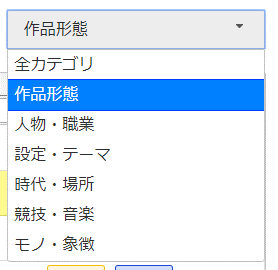 作品形態
全カテゴリ
作品形態
人物・職業
設定・テーマ
時代・場所
競技・音楽
モノ・象徴